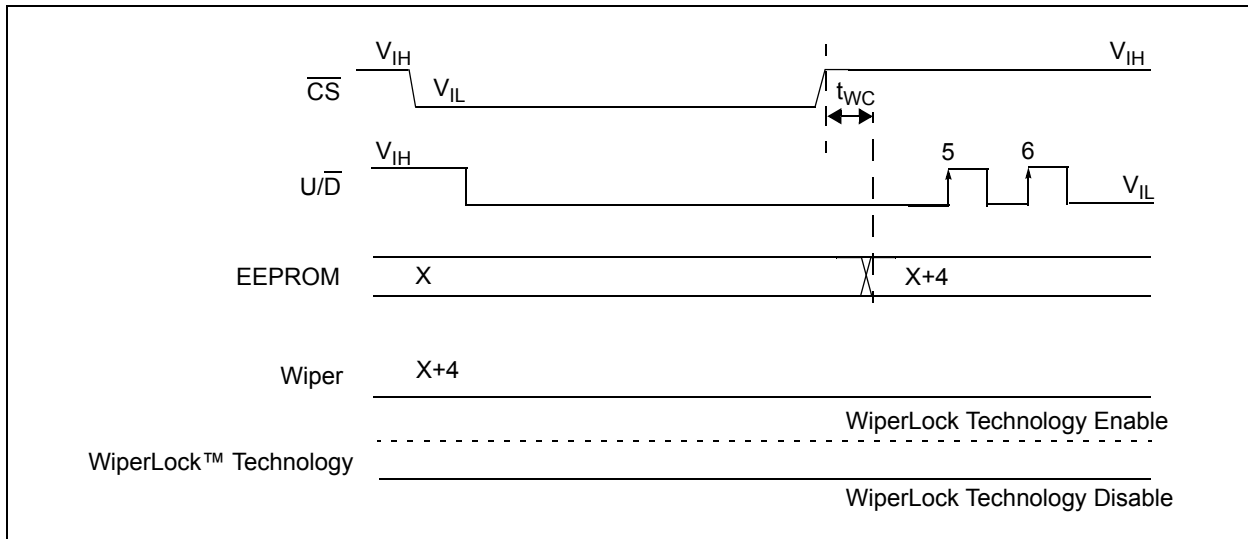 V_IH V_IH
C̅S̅ V_IL t_WC
V_IH 5 6
U/D̅ V_IL
EEPROM X X+4
Wiper X+4
WiperLock Technology Enable
WiperLock™ Technology
WiperLock Technology Disable